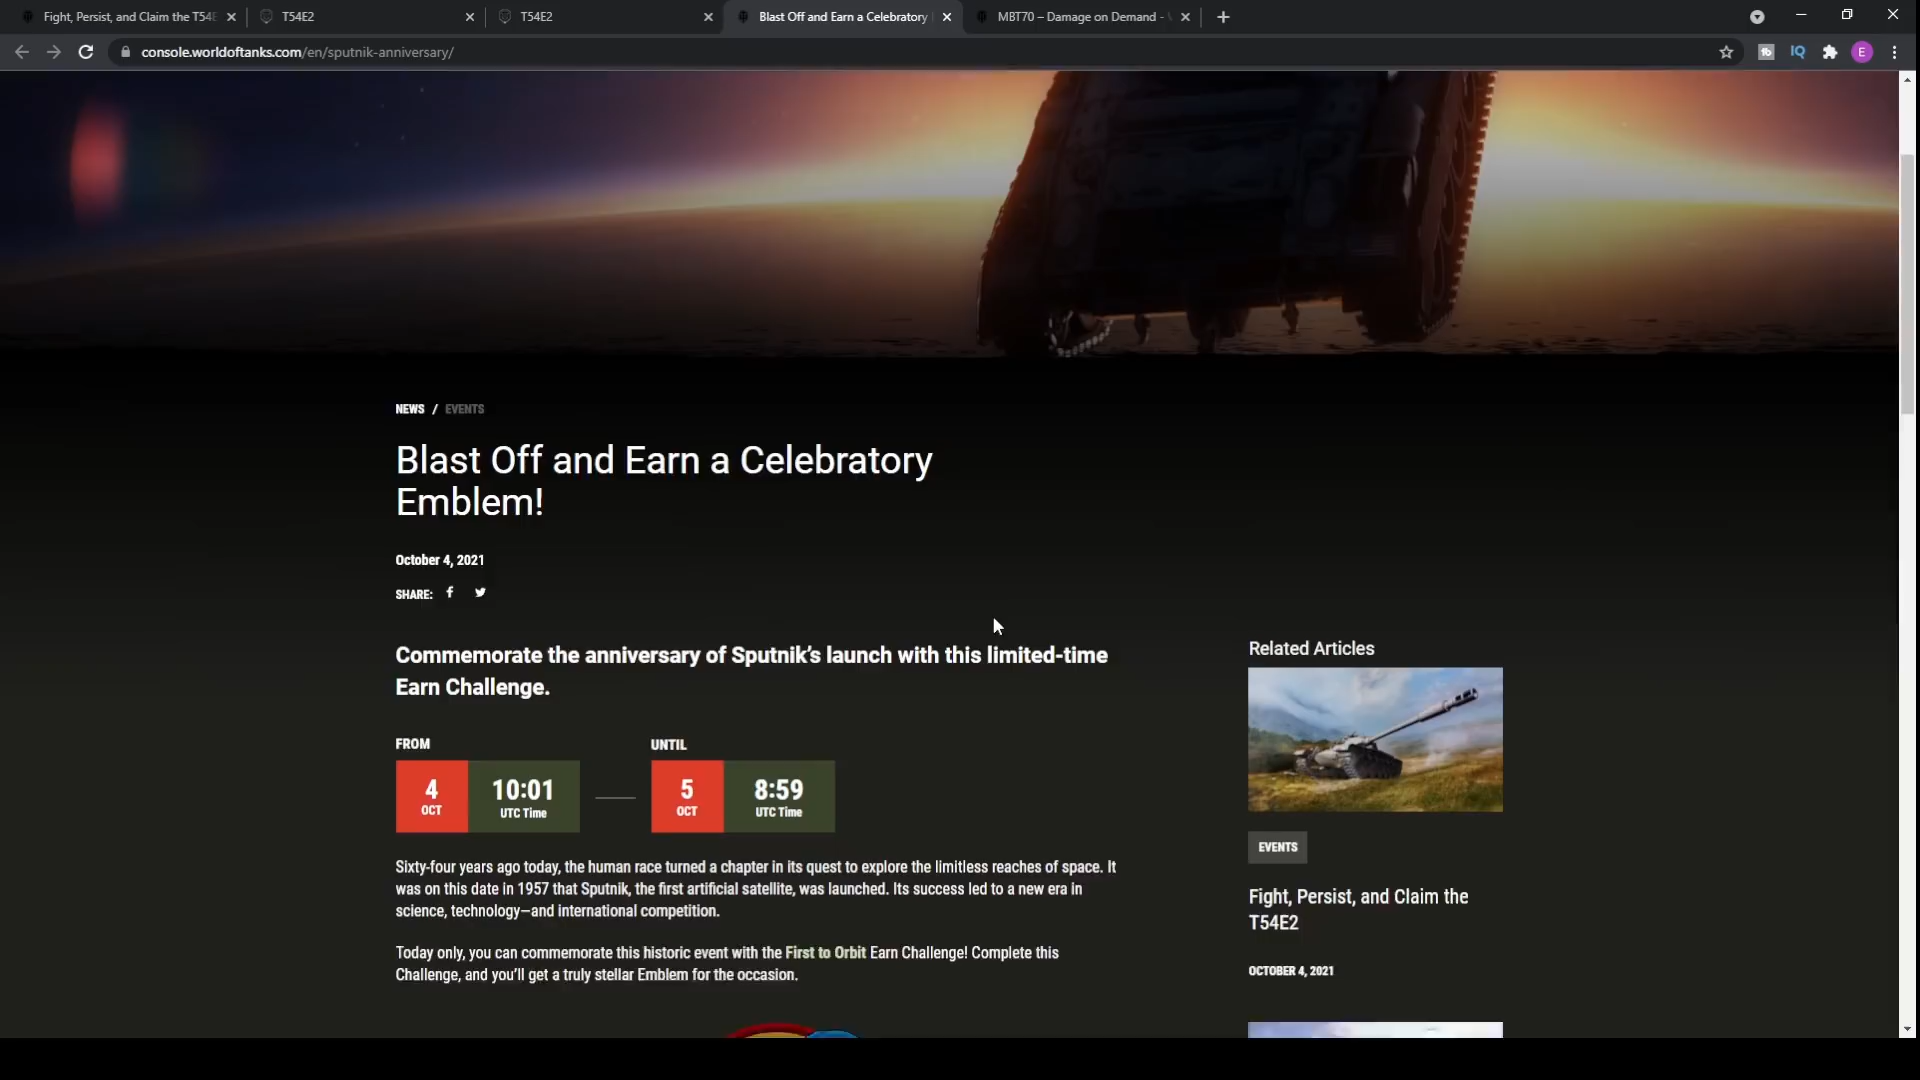 Fight, Persist, and Claim the T54E
T54E2
T54E2
Blast Off and Earn a Celebratory
MBT70 – Damage on Demand -
console.worldoftanks.com/en/sputnik-anniversary/
IQ
E
NEWS / EVENTS
Blast Off and Earn a Celebratory
Emblem!
October 4, 2021
SHARE:
Commemorate the anniversary of Sputnik’s launch with this limited-time
Earn Challenge.
FROM
UNTIL
4
OCT
10:01
UTC Time
5
OCT
8:59
UTC Time
Sixty-four years ago today, the human race turned a chapter in its quest to explore the limitless reaches of space. It
was on this date in 1957 that Sputnik, the first artificial satellite, was launched. Its success led to a new era in
science, technology—and international competition.
Today only, you can commemorate this historic event with the First to Orbit Earn Challenge! Complete this
Challenge, and you’ll get a truly stellar Emblem for the occasion.
Related Articles
EVENTS
Fight, Persist, and Claim the
T54E2
OCTOBER 4, 2021